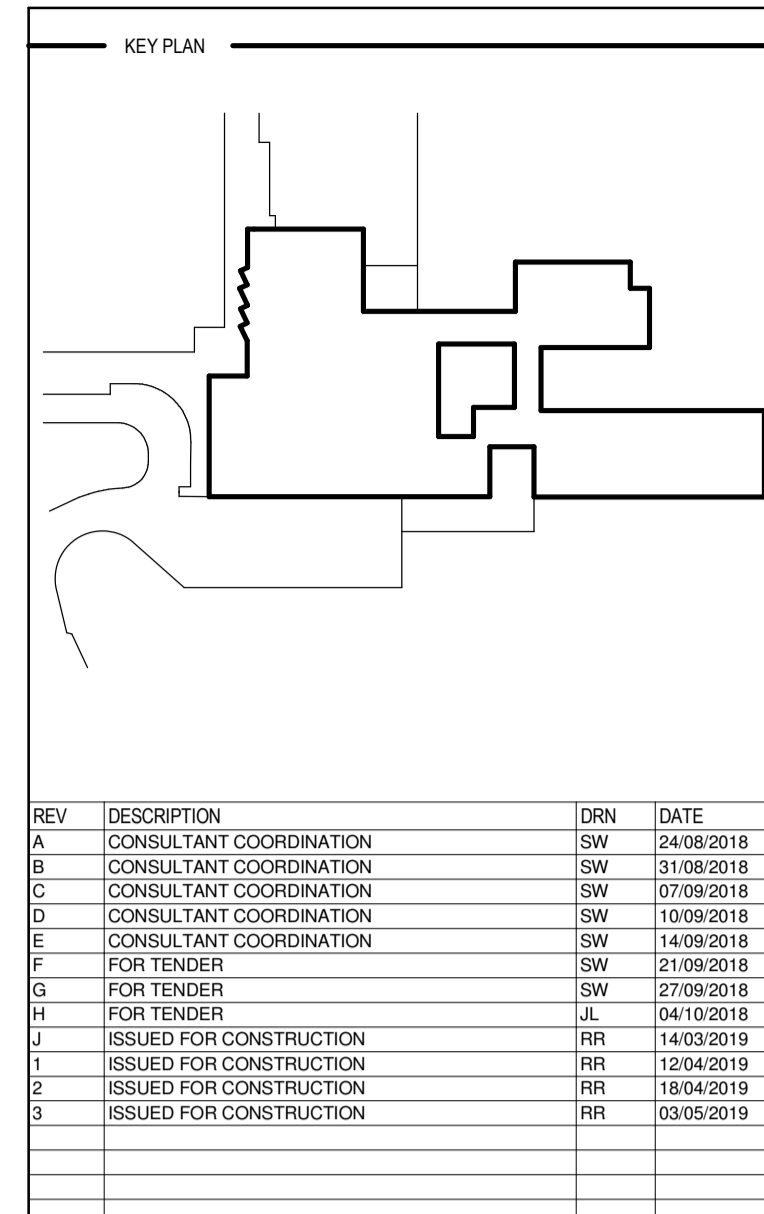 KEY PLAN
REV DESCRIPTION DRN DATE
A CONSULTANT COORDINATION SW 24/08/2018
B CONSULTANT COORDINATION SW 31/08/2018
C CONSULTANT COORDINATION SW 07/09/2018
D CONSULTANT COORDINATION SW 10/09/2018
E CONSULTANT COORDINATION SW 14/09/2018
F FOR TENDER SW 21/09/2018
G FOR TENDER SW 27/09/2018
H FOR TENDER JL 04/10/2018
J ISSUED FOR CONSTRUCTION RR 14/03/2019
1 ISSUED FOR CONSTRUCTION RR 12/04/2019
2 ISSUED FOR CONSTRUCTION RR 18/04/2019
3 ISSUED FOR CONSTRUCTION RR 03/05/2019